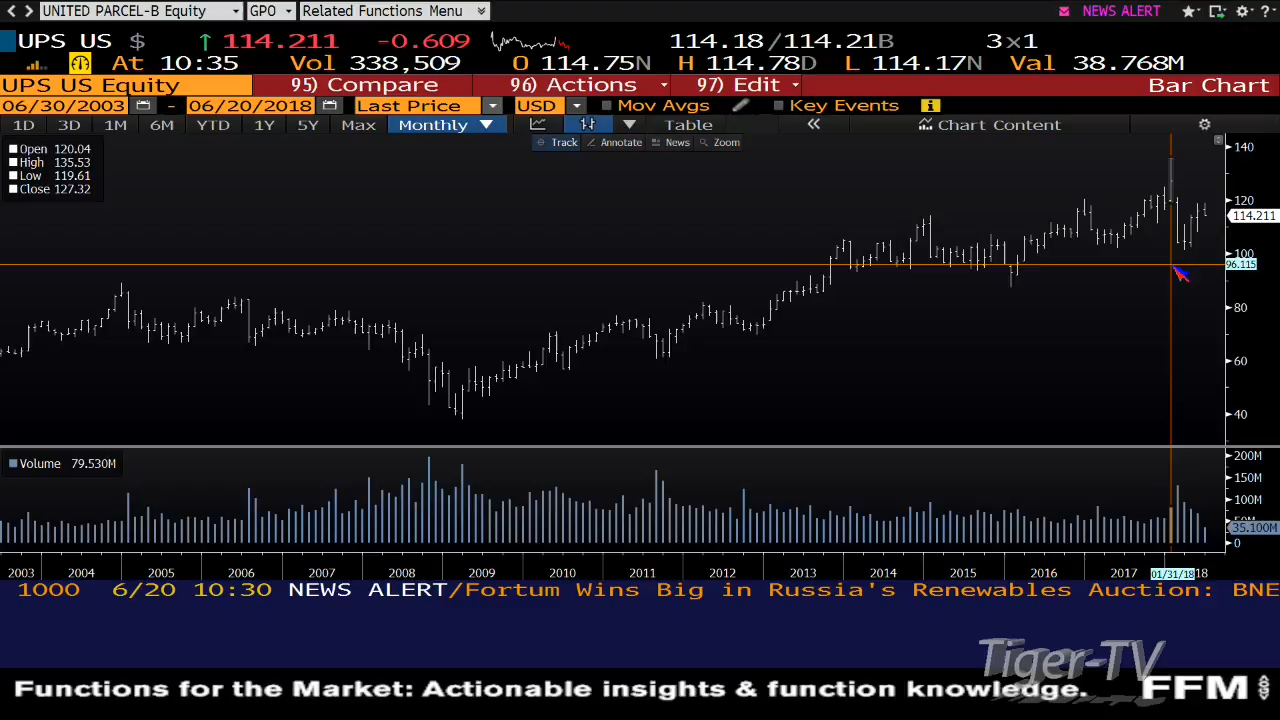 UNITED PARCEL-B Equity GPO Related Functions Menu NEWS ALERT
UPS US $ ↑ 114.211 -0.609 114.18/114.21B 3×1
At 10:35 Vol 338,509 O 114.75N H 114.78D L 114.17N Val 38.768M
UPS US Equity 95) Compare 96) Actions 97) Edit Bar Chart
06/30/2003 - 06/20/2018 Last Price USD Mov Avgs Key Events
1D 3D 1M 6M YTD 1Y 5Y Max Monthly ▼ Table « Chart Content
Track Annotate News Zoom
Open 120.04
High 135.53
Low 119.61
Close 127.32
140
120
114.211
100
96.115
80
60
40
Volume 79.530M
200M
150M
100M
50M
35.100M
0
2003 2004 2005 2006 2007 2008 2009 2010 2011 2012 2013 2014 2015 2016 2017 01/31/18 18
1000 6/20 10:30 NEWS ALERT/Fortum Wins Big in Russia's Renewables Auction: BNE
Tiger-TV
Functions for the Market: Actionable insights & function knowledge. FFM